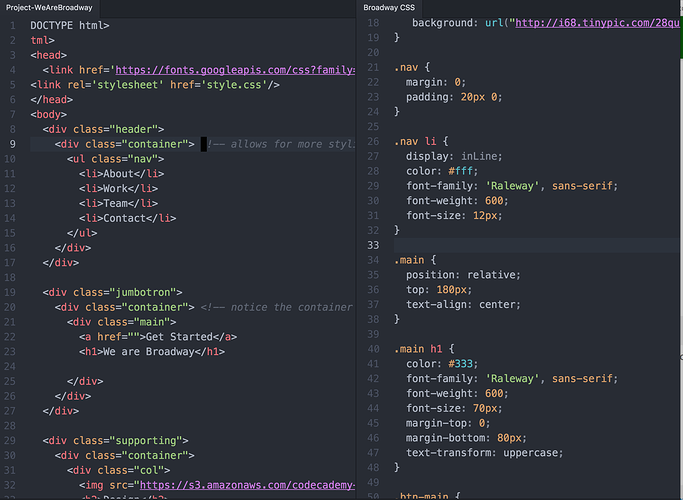 Project-WeAreBroadway
1 DOCTYPE html>
2 tml>
3 <head>
4 <link href='https://fonts.googleapis.com/css?family=
5 <link rel='stylesheet' href='style.css'/>
6 </head>
7 <body>
8 <div class="header">
9 <div class="container"> !-- allows for more styli
10 <ul class="nav">
11 <li>About</li>
12 <li>Work</li>
13 <li>Team</li>
14 <li>Contact</li>
15 </ul>
16 </div>
17 </div>
18
19 <div class="jumbotron">
20 <div class="container"> <!-- notice the container
21 <div class="main">
22 <a href="">Get Started</a>
23 <h1>We are Broadway</h1>
24
25 </div>
26 </div>
27 </div>
28
29 <div class="supporting">
30 <div class="container">
31 <div class="col">
32 <img src="https://s3.amazonaws.com/codecademy-
33 <h2>Design</h2>
Broadway CSS
18 background: url("http://i68.tinypic.com/28qu
19 }
20
21 .nav {
22 margin: 0;
23 padding: 20px 0;
24 }
25
26 .nav li {
27 display: inLine;
28 color: #fff;
29 font-family: 'Raleway', sans-serif;
30 font-weight: 600;
31 font-size: 12px;
32 }
33
34 .main {
35 position: relative;
36 top: 180px;
37 text-align: center;
38 }
39
40 .main h1 {
41 color: #333;
42 font-family: 'Raleway', sans-serif;
43 font-weight: 600;
44 font-size: 70px;
45 margin-top: 0;
46 margin-bottom: 80px;
47 text-transform: uppercase;
48 }
49
50 .btn-main {